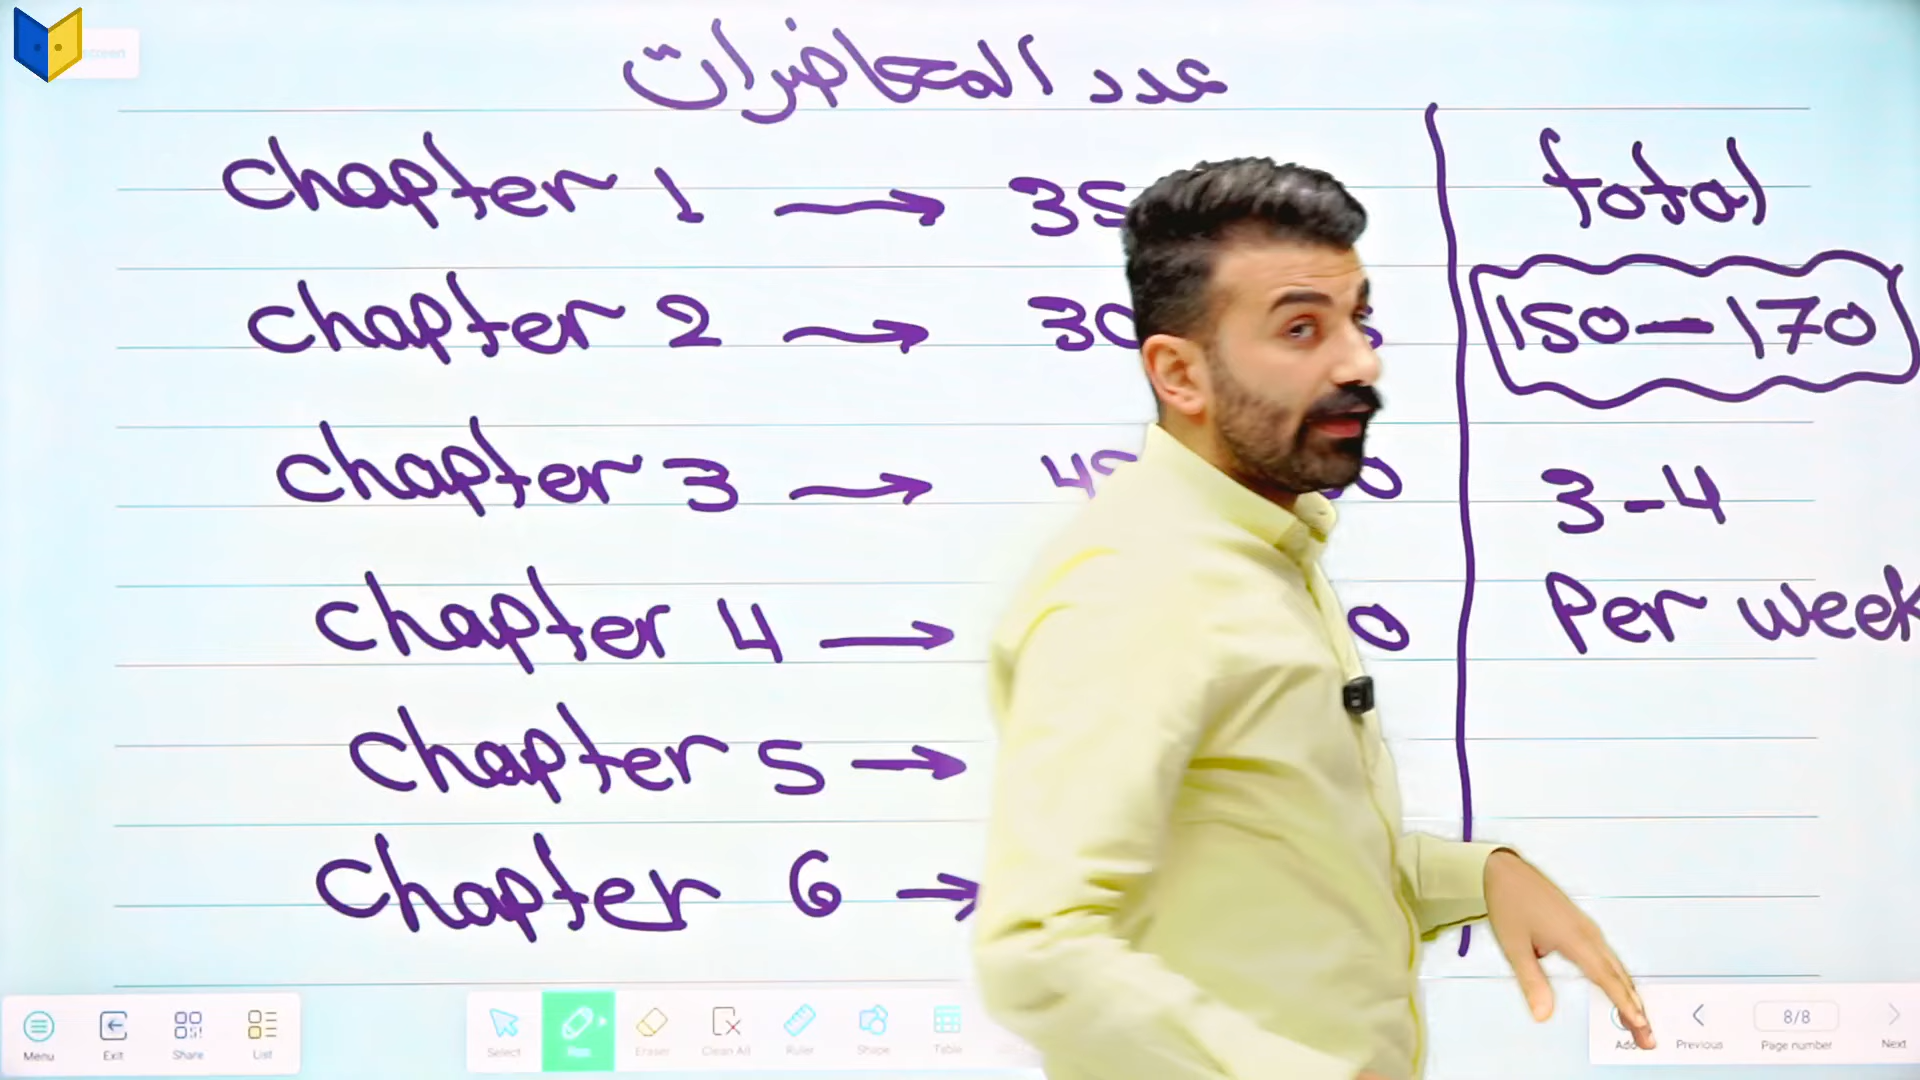 عدد المحاضرات
chapter 1 → 35
chapter 2 → 30
chapter 3 →
chapter 4 →
chapter 5 →
chapter 6 →
total
150-170
3-4
Per week
Menu
Exit
Share
List
Select
Pen
Eraser
Clean All
Ruler
Shape
Table
Add
Previous
8/8
Page number
Next